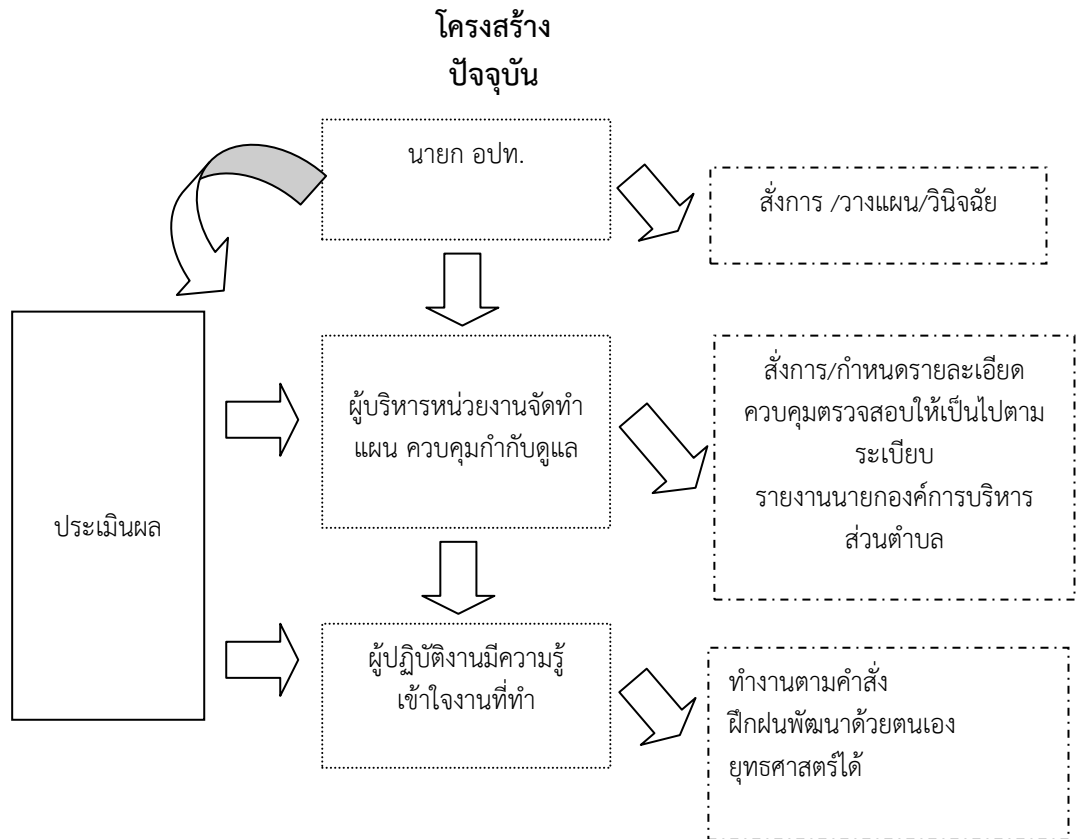 โครงสร้าง
ปัจจุบัน
นายก อปท.
สั่งการ /วางแผน/วินิจฉัย
ผู้บริหารหน่วยงานจัดทำ
แผน ควบคุมกำกับดูแล
สั่งการ/กำหนดรายละเอียด
ควบคุมตรวจสอบให้เป็นไปตาม
ระเบียบ
รายงานนายกองค์การบริหาร
ส่วนตำบล
ประเมินผล
ผู้ปฏิบัติงานมีความรู้
เข้าใจงานที่ทำ
ทำงานตามคำสั่ง
ฝึกฝนพัฒนาด้วยตนเอง
ยุทธศาสตร์ได้